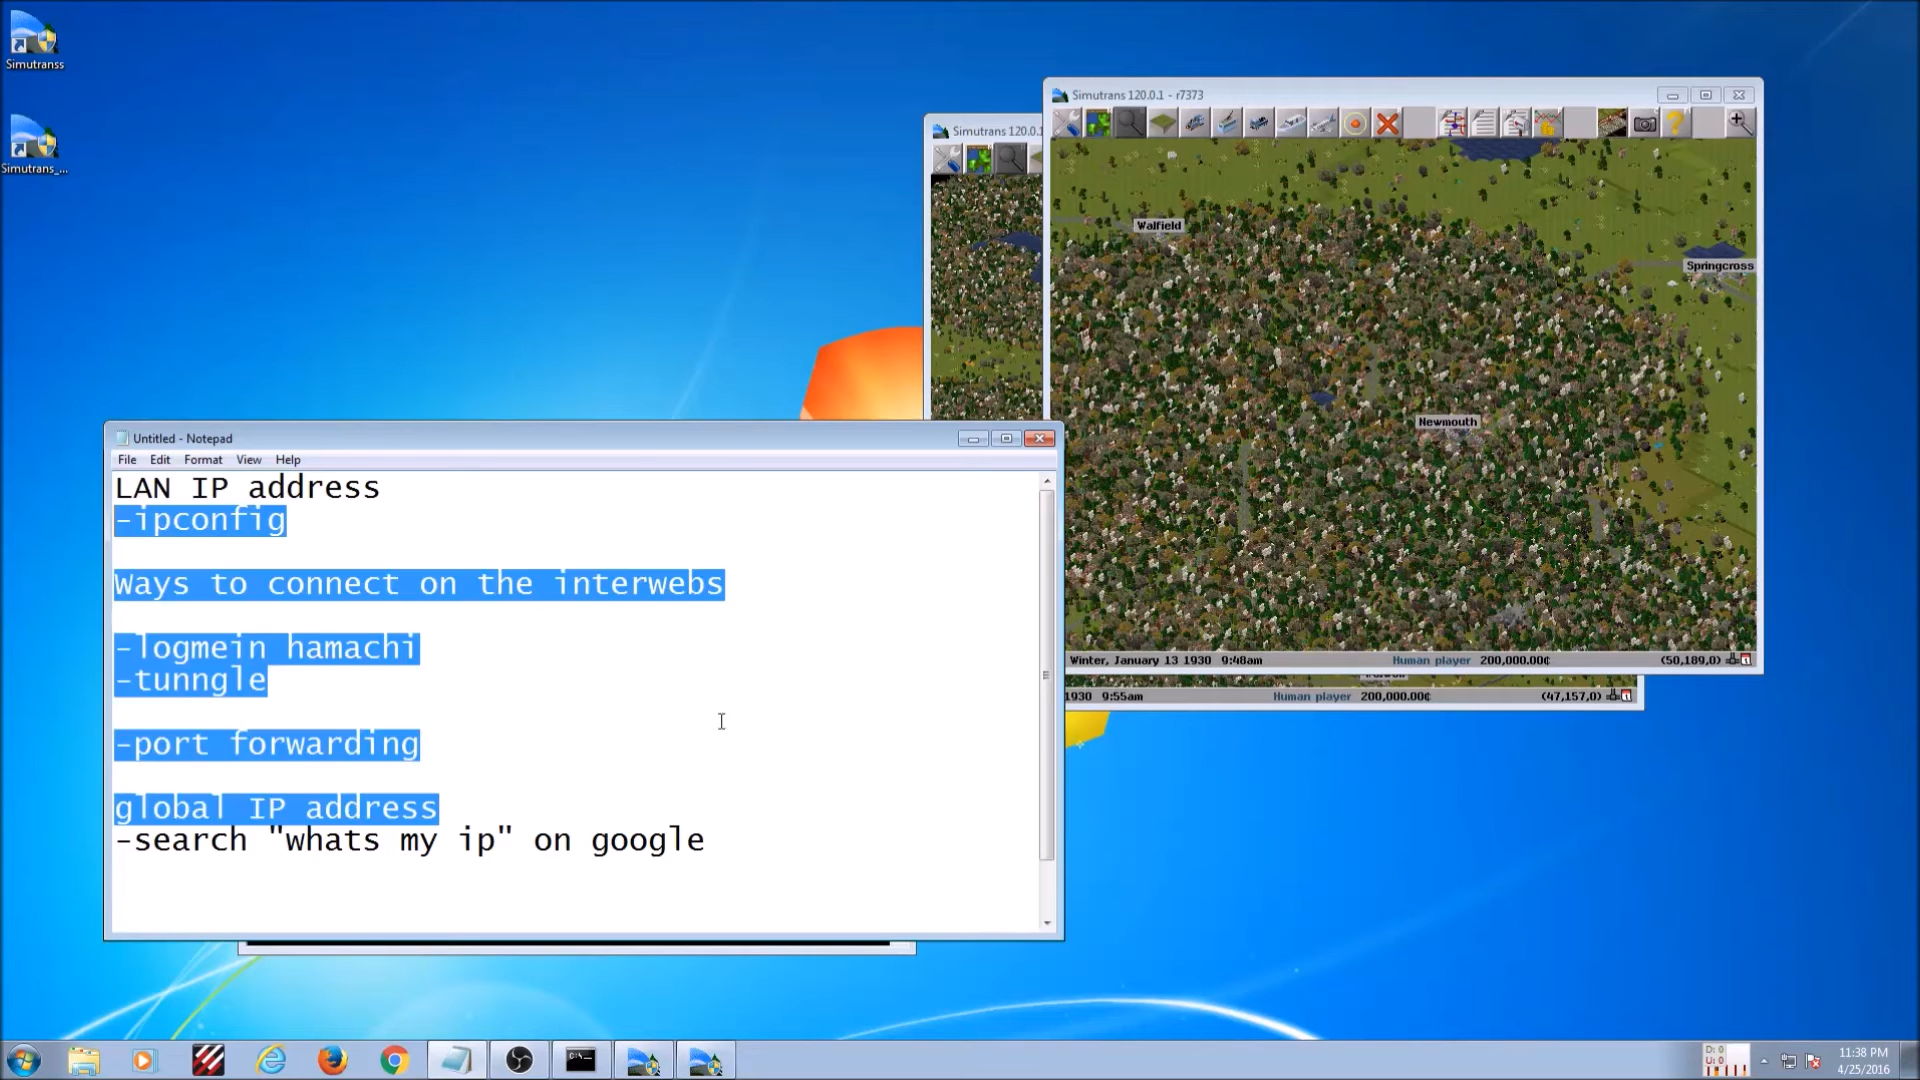 Simutranss
Simutrans_...
Simutrans 120.0.1 - r7373
Simutrans 120.0.1
Walfield
Springcross
Newmouth
Winter, January 13 1930 9:48am
Human player 200,000.00¢
(50,189,0)
1930 9:55am
Human player 200,000.00¢
(47,157,0)
Untitled - Notepad
File Edit Format View Help
LAN IP address
-ipconfig
Ways to connect on the interwebs
-logmein hamachi
-tunngle
-port forwarding
global IP address
-search "whats my ip" on google
D: 0
U: 0
11:38 PM
4/25/2016